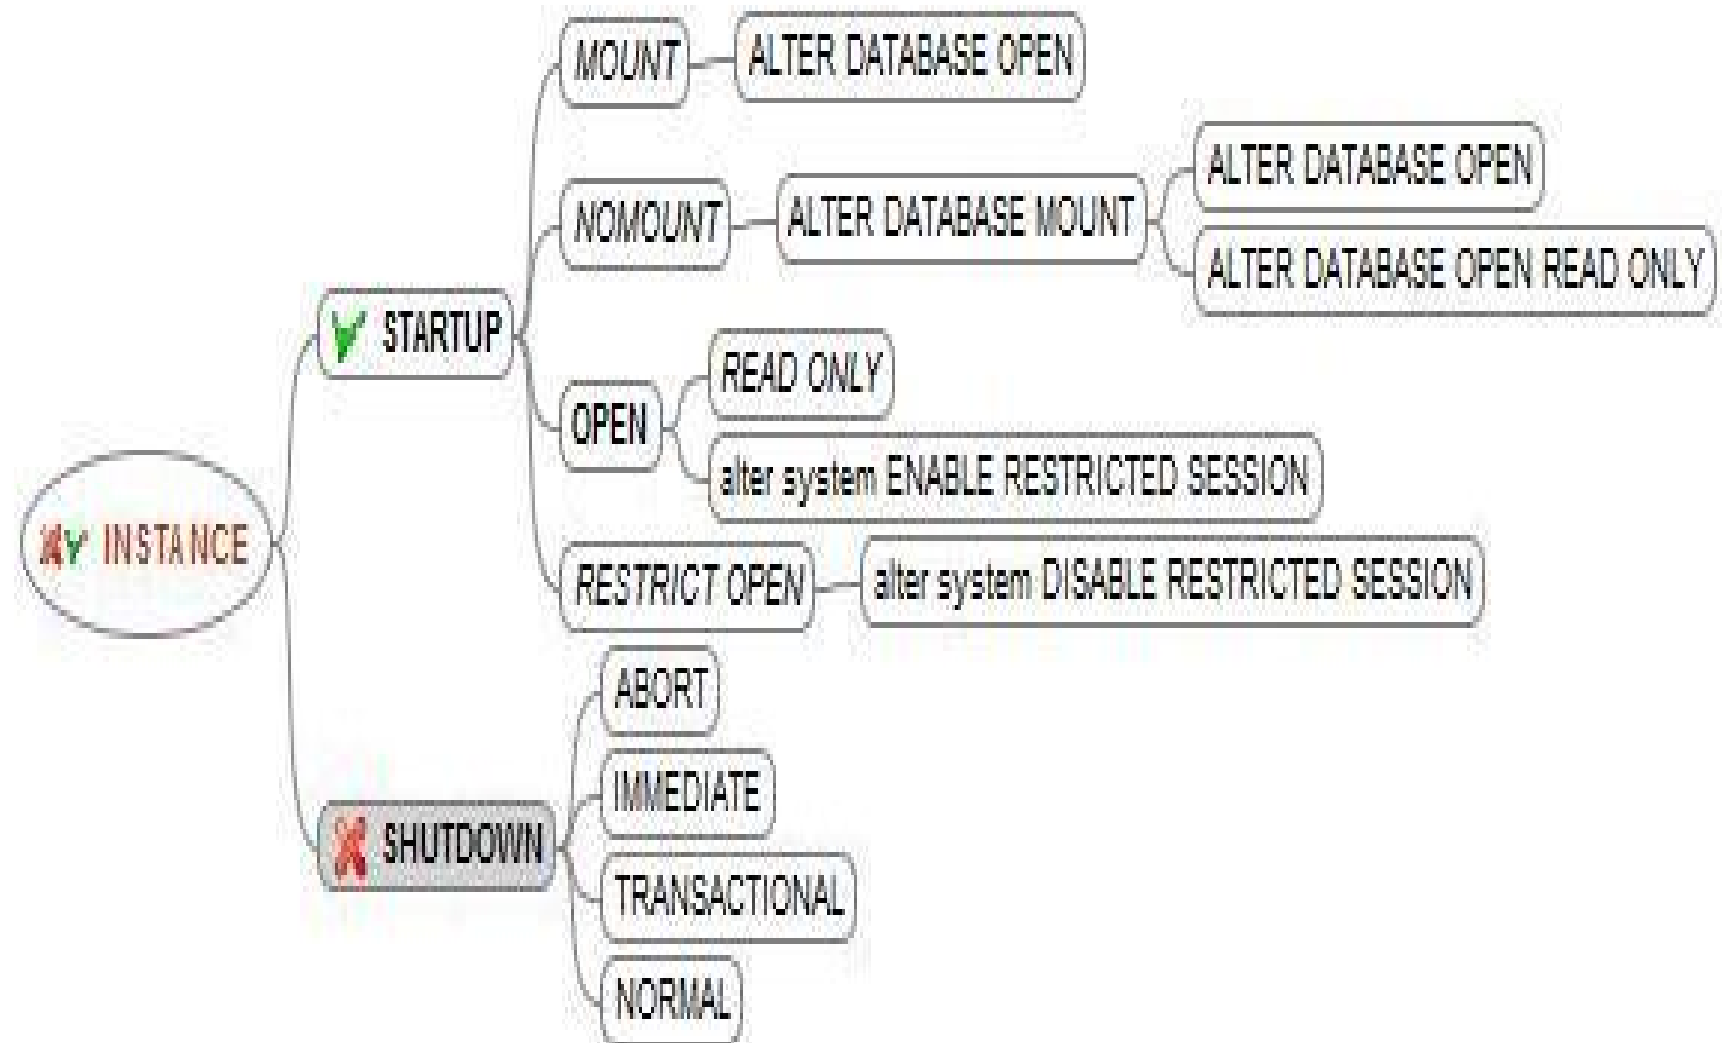 MOUNT
ALTER DATABASE OPEN
NOMOUNT
ALTER DATABASE MOUNT
ALTER DATABASE OPEN
ALTER DATABASE OPEN READ ONLY
STARTUP
OPEN
READ ONLY
alter system ENABLE RESTRICTED SESSION
INSTANCE
RESTRICT OPEN
alter system DISABLE RESTRICTED SESSION
ABORT
IMMEDIATE
SHUTDOWN
TRANSACTIONAL
NORMAL